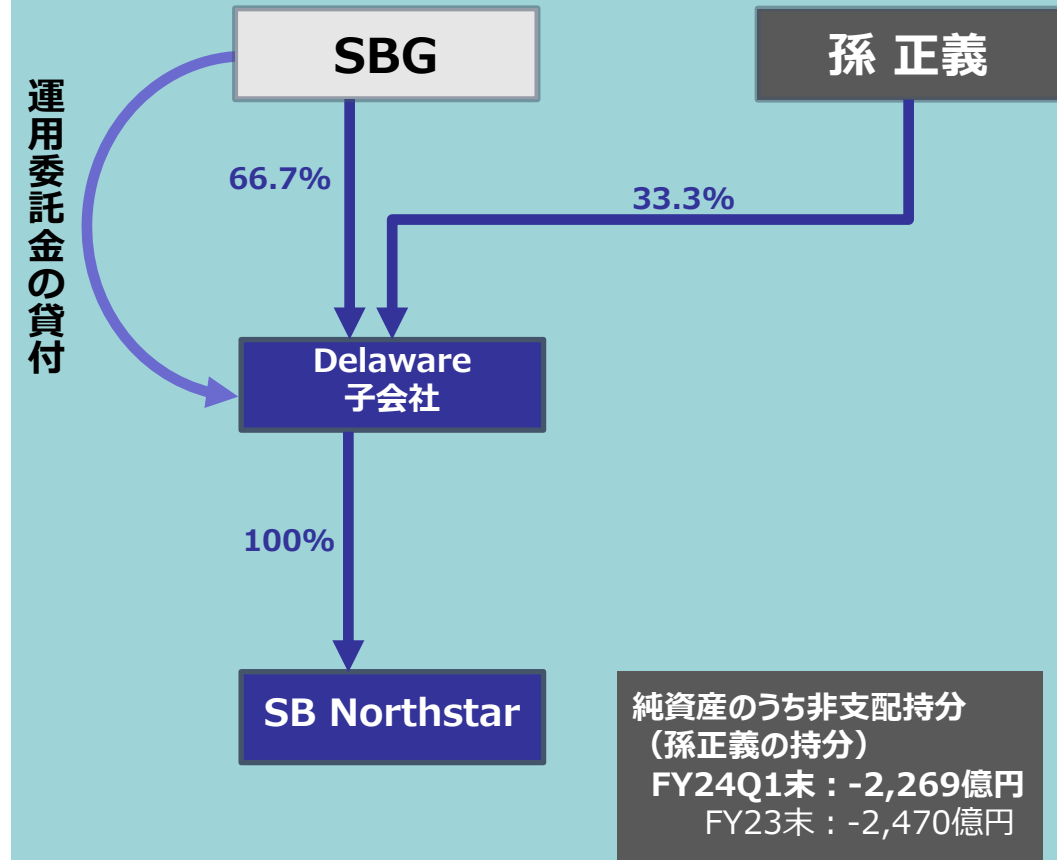 SBG
孫 正義
運用委託金の貸付
66.7%
33.3%
Delaware
子会社
100%
SB Northstar
純資産のうち非支配持分
（孫正義の持分）
FY24Q1末：-2,269億円
FY23末：-2,470億円